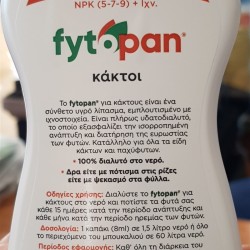 NPK (5-7-9) + Ιχν.
fytopan®
κάκτοι
Το fytopan® για κάκτους είναι ένα
σύνθετο υγρό λίπασμα, εμπλουτισμένο με
ιχνοστοιχεία. Είναι πλήρως υδατοδιαλυτό,
το οποίο εξασφαλίζει την ισορροπημένη
ανάπτυξη και διατήρηση της ευρωστίας
των φυτών. Κατάλληλο για όλα τα είδη
κάκτων και παχύφυτων.
• 100% διαλυτό στο νερό.
• Δρα είτε με πότισμα στις ρίζες
είτε με ψεκασμό στα φύλλα.
Οδηγίες χρήσης: Διαλύστε το fytopan® για
κάκτους στο νερό και ποτίστε τα φυτά σας
κάθε 15 ημέρες κατά την περίοδο ανάπτυξης και
κάθε μήνα κατά την περίοδο ηρεμίας των φυτών.
Δοσολογία: 1 καπάκι (8ml) σε 1,5 λίτρο νερό ή όλο
το περιεχόμενο του μπουκαλιού σε 60 λίτρα νερό.
Περίοδος εφαρμογής: Καθ' όλη τη διάρκεια του